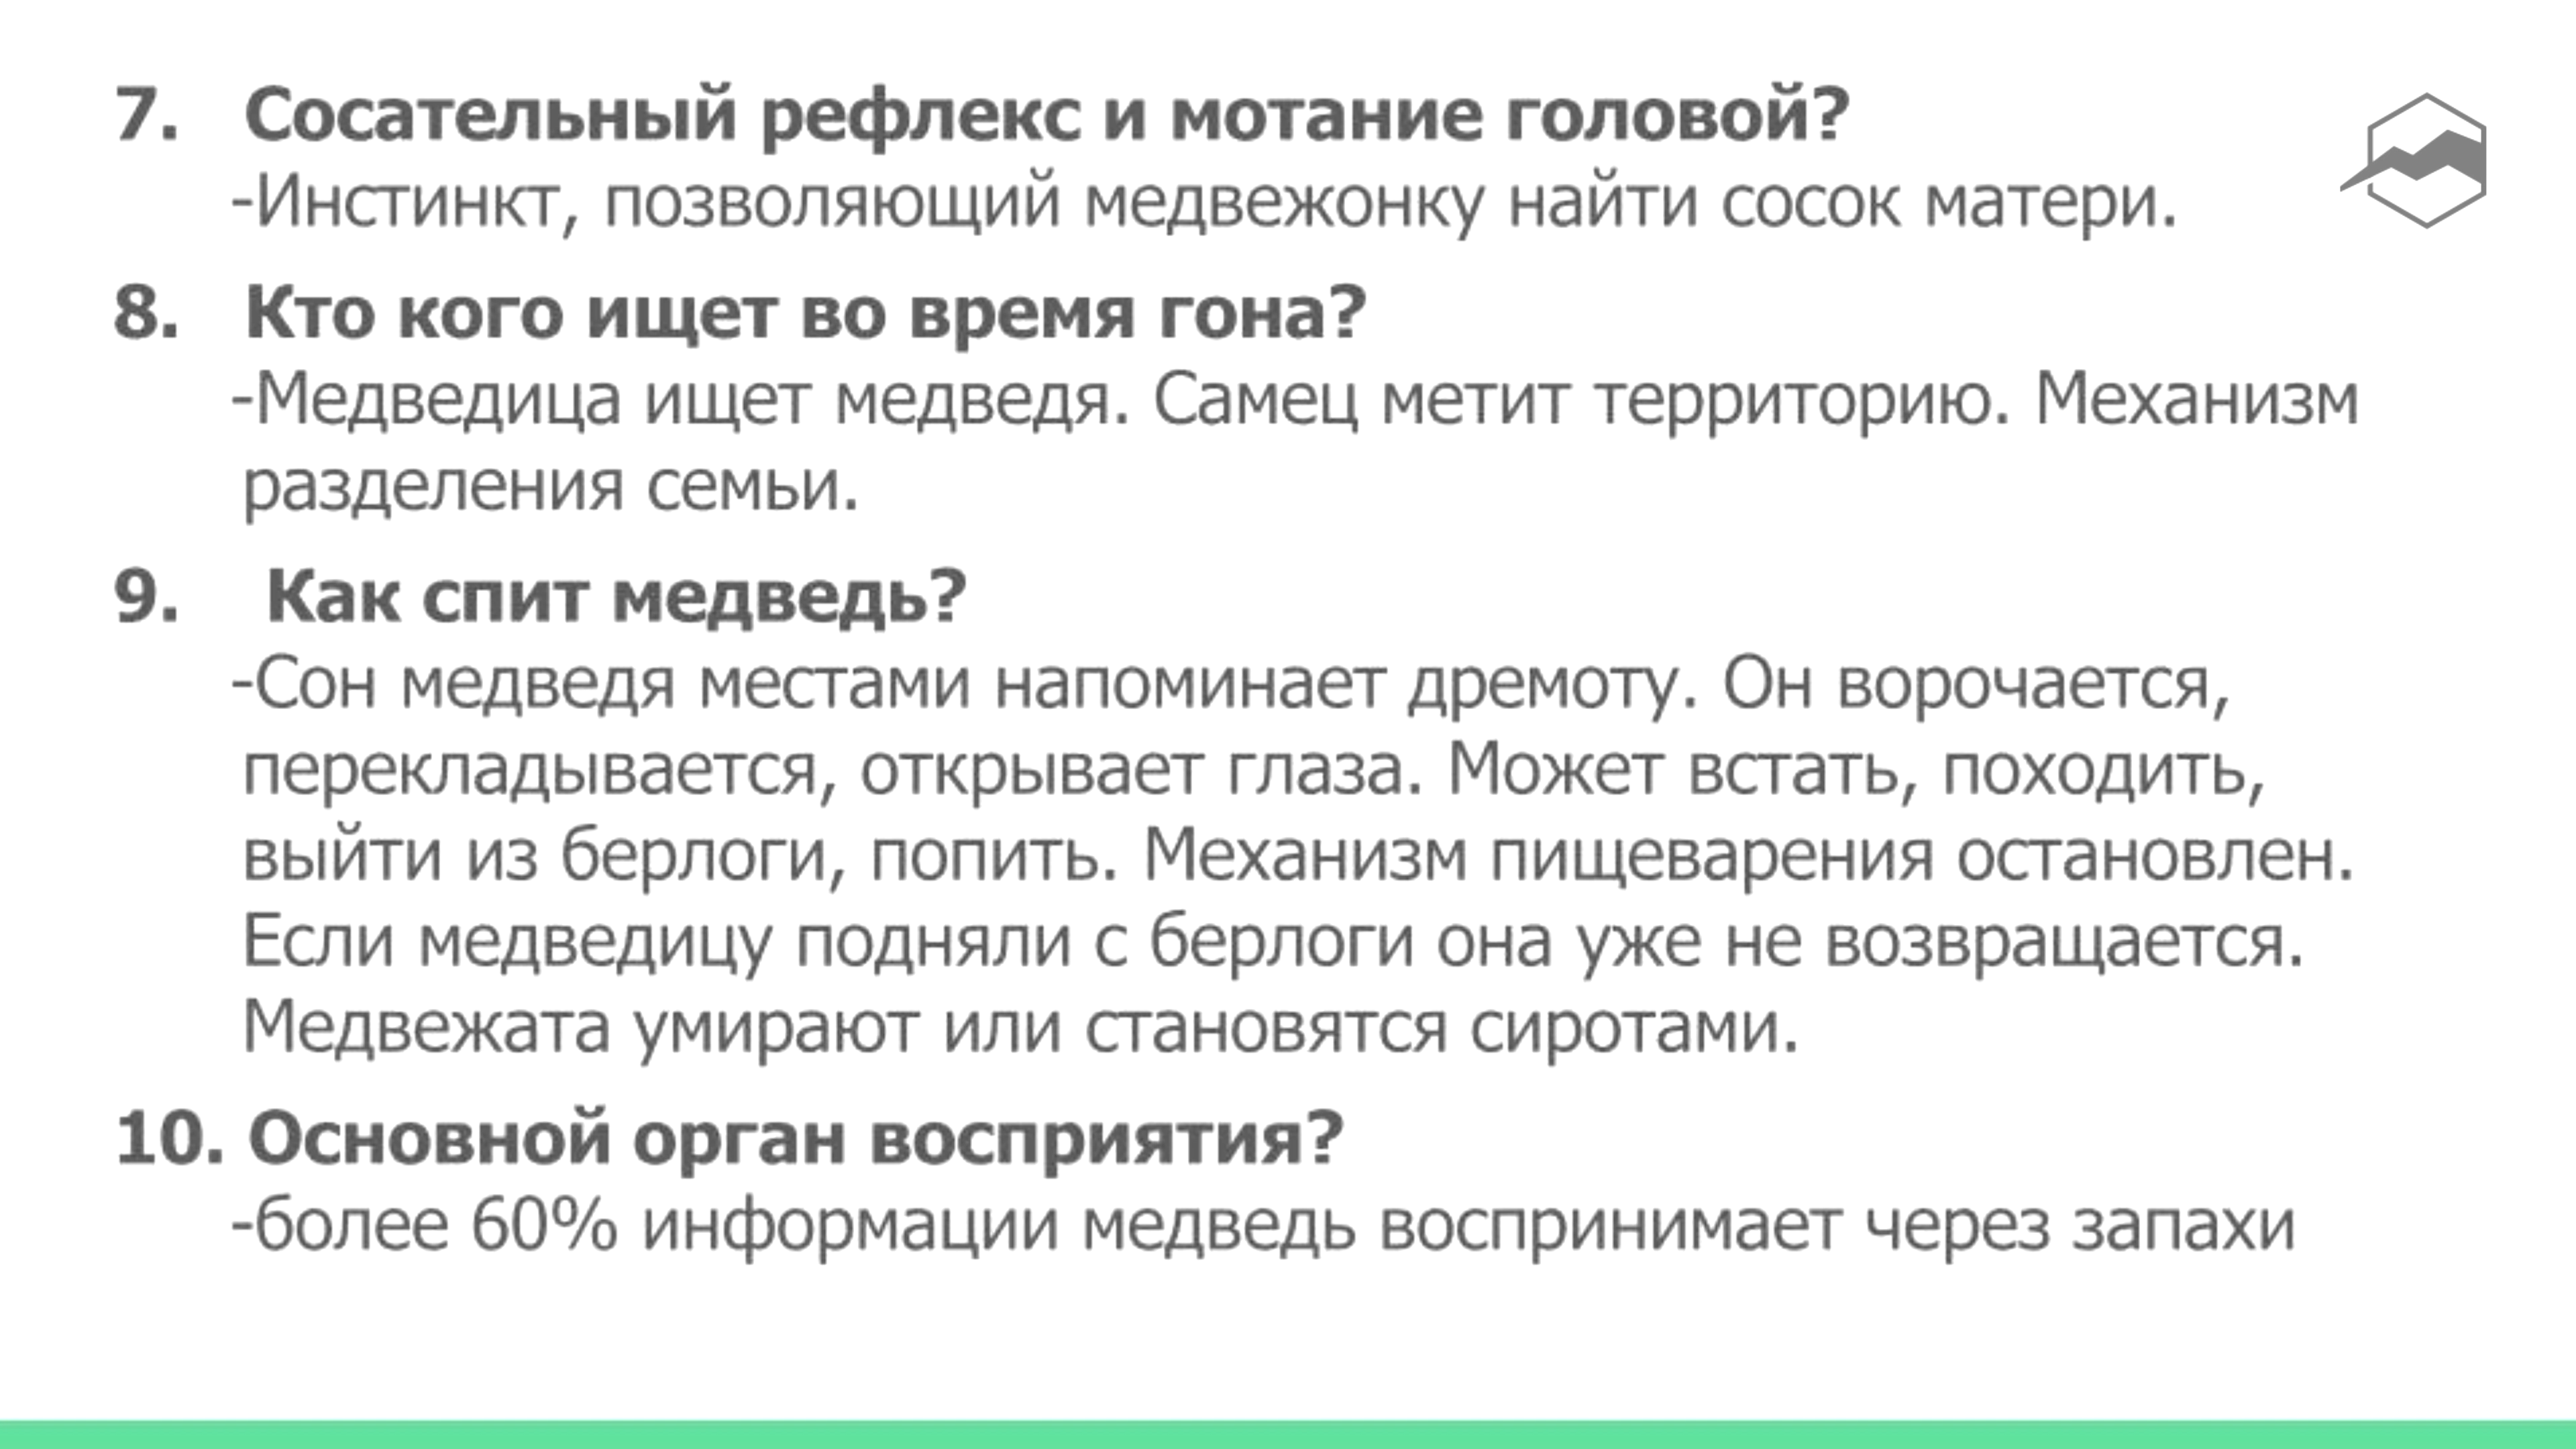 7. Сосательный рефлекс и мотание головой?
-Инстинкт, позволяющий медвежонку найти сосок матери.
8. Кто кого ищет во время гона?
-Медведица ищет медведя. Самец метит территорию. Механизм
разделения семьи.
9. Как спит медведь?
-Сон медведя местами напоминает дремоту. Он ворочается,
перекладывается, открывает глаза. Может встать, походить,
выйти из берлоги, попить. Механизм пищеварения остановлен.
Если медведицу подняли с берлоги она уже не возвращается.
Медвежата умирают или становятся сиротами.
10. Основной орган восприятия?
-более 60% информации медведь воспринимает через запахи